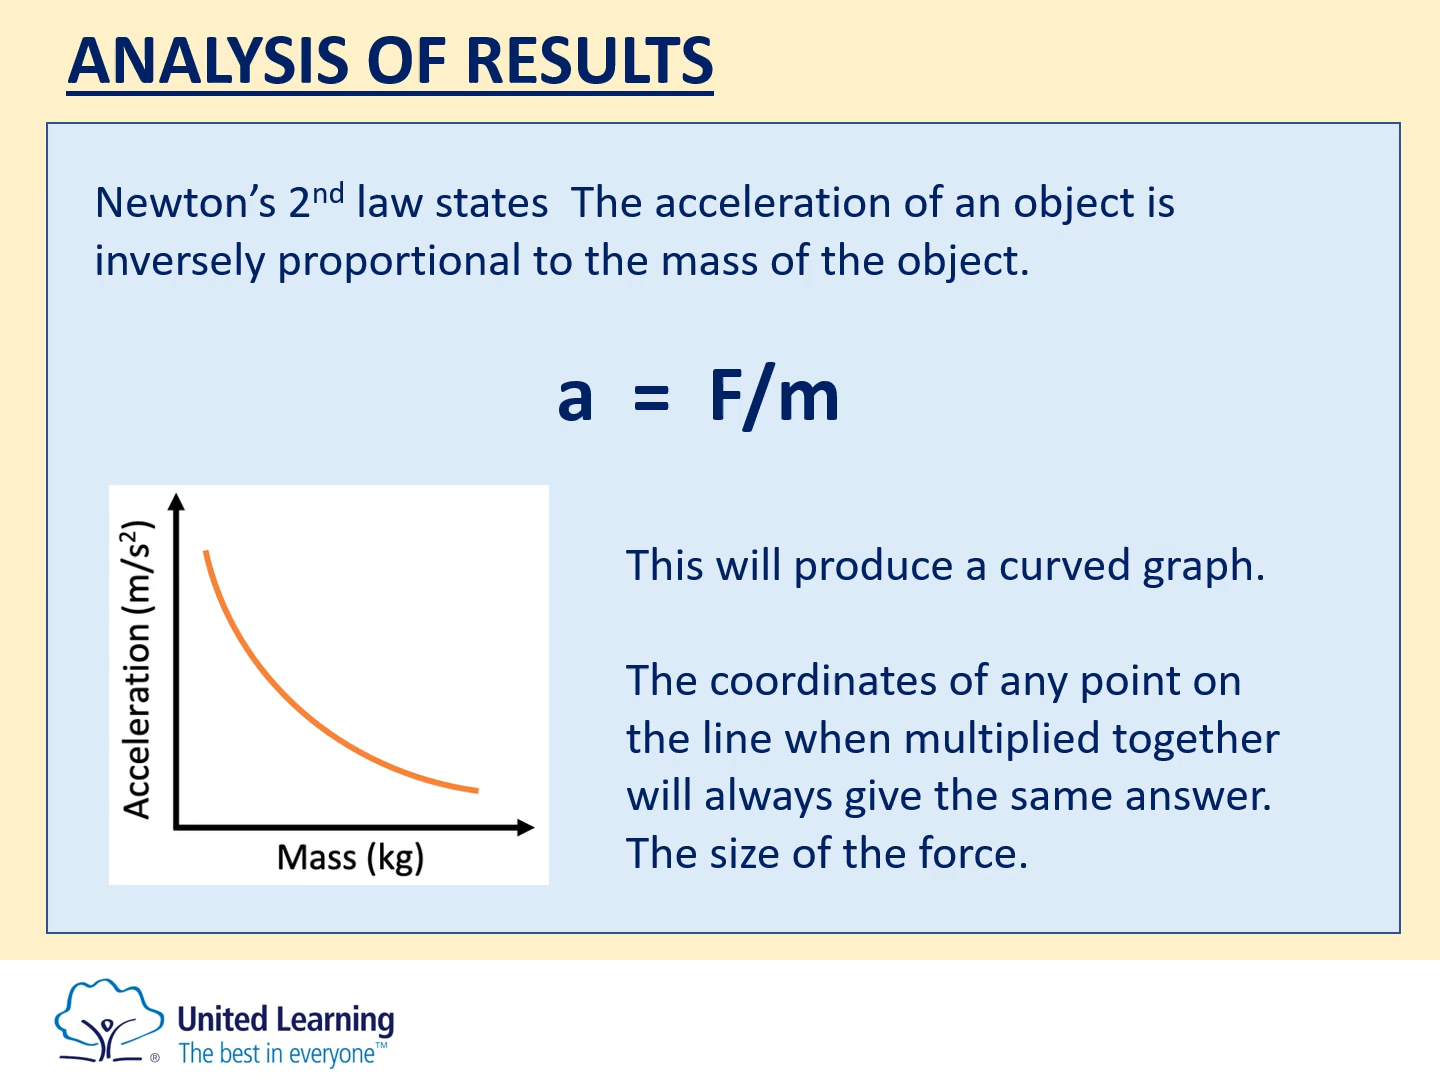 ANALYSIS OF RESULTS
Newton’s 2nd law states  The acceleration of an object is
inversely proportional to the mass of the object.
a = F/m
Acceleration (m/s²)
Mass (kg)
This will produce a curved graph.
The coordinates of any point on
the line when multiplied together
will always give the same answer.
The size of the force.
United Learning
The best in everyone™
®